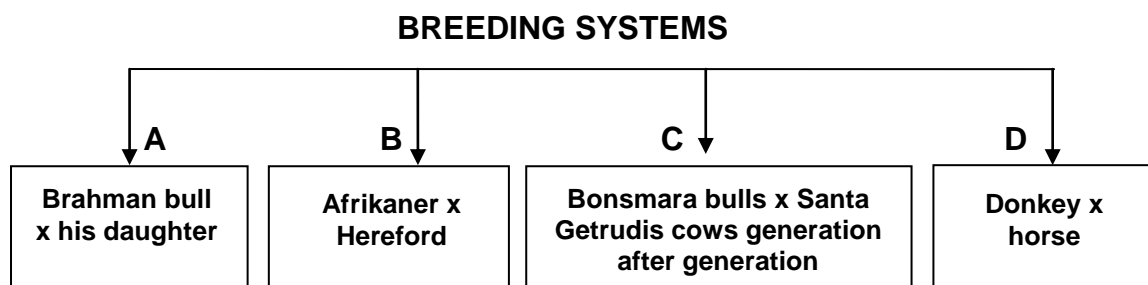 BREEDING SYSTEMS
A
B
C
D
Brahman bull
x his daughter
Afrikaner x
Hereford
Bonsmara bulls x Santa
Getrudis cows generation
after generation
Donkey x
horse